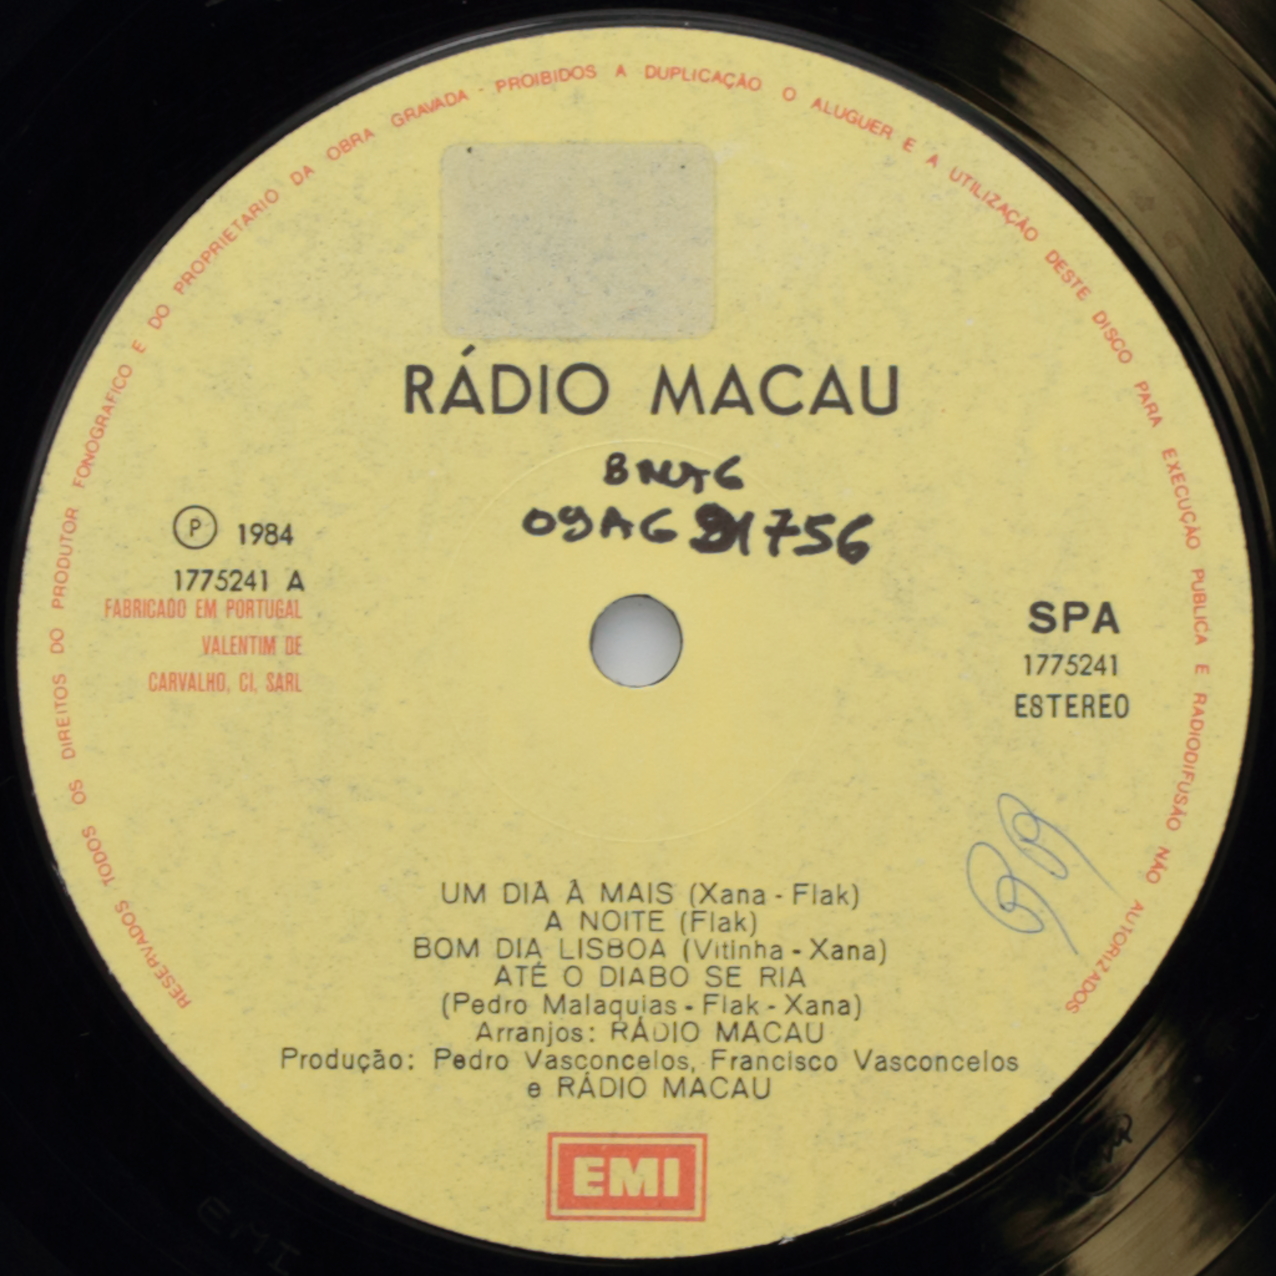 RESERVADOS TODOS OS DIREITOS DO PRODUTOR FONOGRAFICO E DO PROPRIETARIO DA OBRA GRAVADA - PROIBIDOS A DUPLICAÇÃO O ALUGUER E A UTILIZAÇÃO DESTE DISCO PARA EXECUÇÃO PUBLICA E RADIODIFUSÃO NÃO AUTORIZADOS
RÁDIO MACAU
09AG 91756
Ⓟ 1984
1775241 A
FABRICADO EM PORTUGAL
VALENTIM DE
CARVALHO, CI, SARL
SPA
1775241
ESTEREO
UM DIA À MAIS (Xana - Flak)
A NOITE (Flak)
BOM DIA LISBOA (Vitinha - Xana)
ATÉ O DIABO SE RIA
(Pedro Malaquias - Flak - Xana)
Arranjos: RÁDIO MACAU
Produção: Pedro Vasconcelos, Francisco Vasconcelos
e RÁDIO MACAU
EMI
EMI